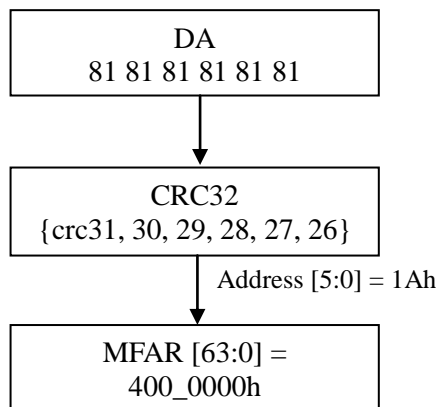 DA
81 81 81 81 81 81
CRC32
{crc31, 30, 29, 28, 27, 26}
Address [5:0] = 1Ah
MFAR [63:0] =
400_0000h